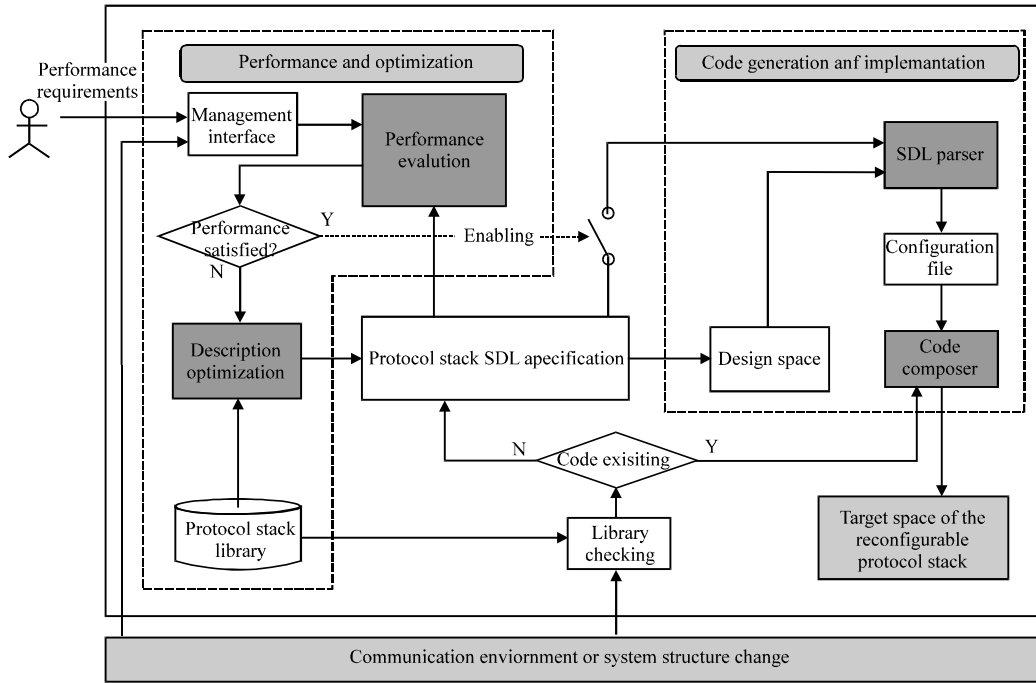 Performance and optimization
Code generation anf implemantation
Performance
requirements
Management
interface
Performance
evalution
SDL parser
Performance
satisfied?
Y
Enabling
N
Configuration
file
Description
optimization
Protocol stack SDL apecification
Design space
Code
composer
N
Code exisiting
Y
Protocol stack
library
Library
checking
Target space of the
reconfigurable
protocol stack
Communication enviornment or system structure change